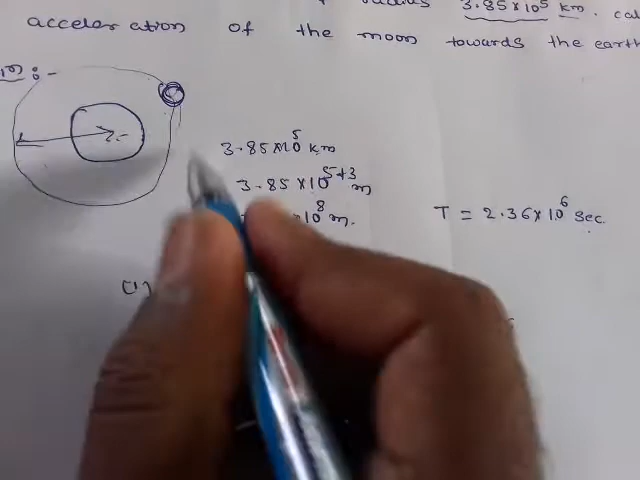 radius 3.85×10⁵ km. cal
acceleration of the moon towards the earth
:-
3.85×10⁵ km
3.85×10⁵⁺³ m
×10⁸ m.
T = 2.36×10⁶ sec.
(1)